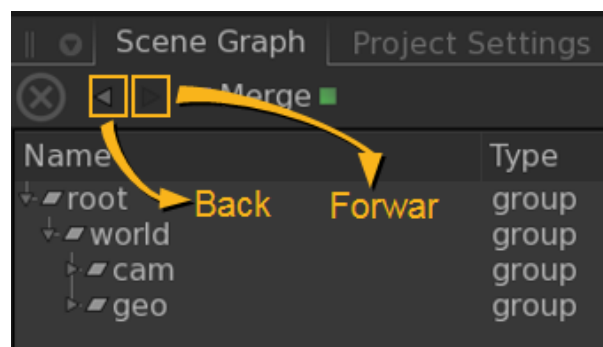 Scene Graph Project Settings
Merge
Name Type
root group
Back Forwar
world group
cam group
geo group